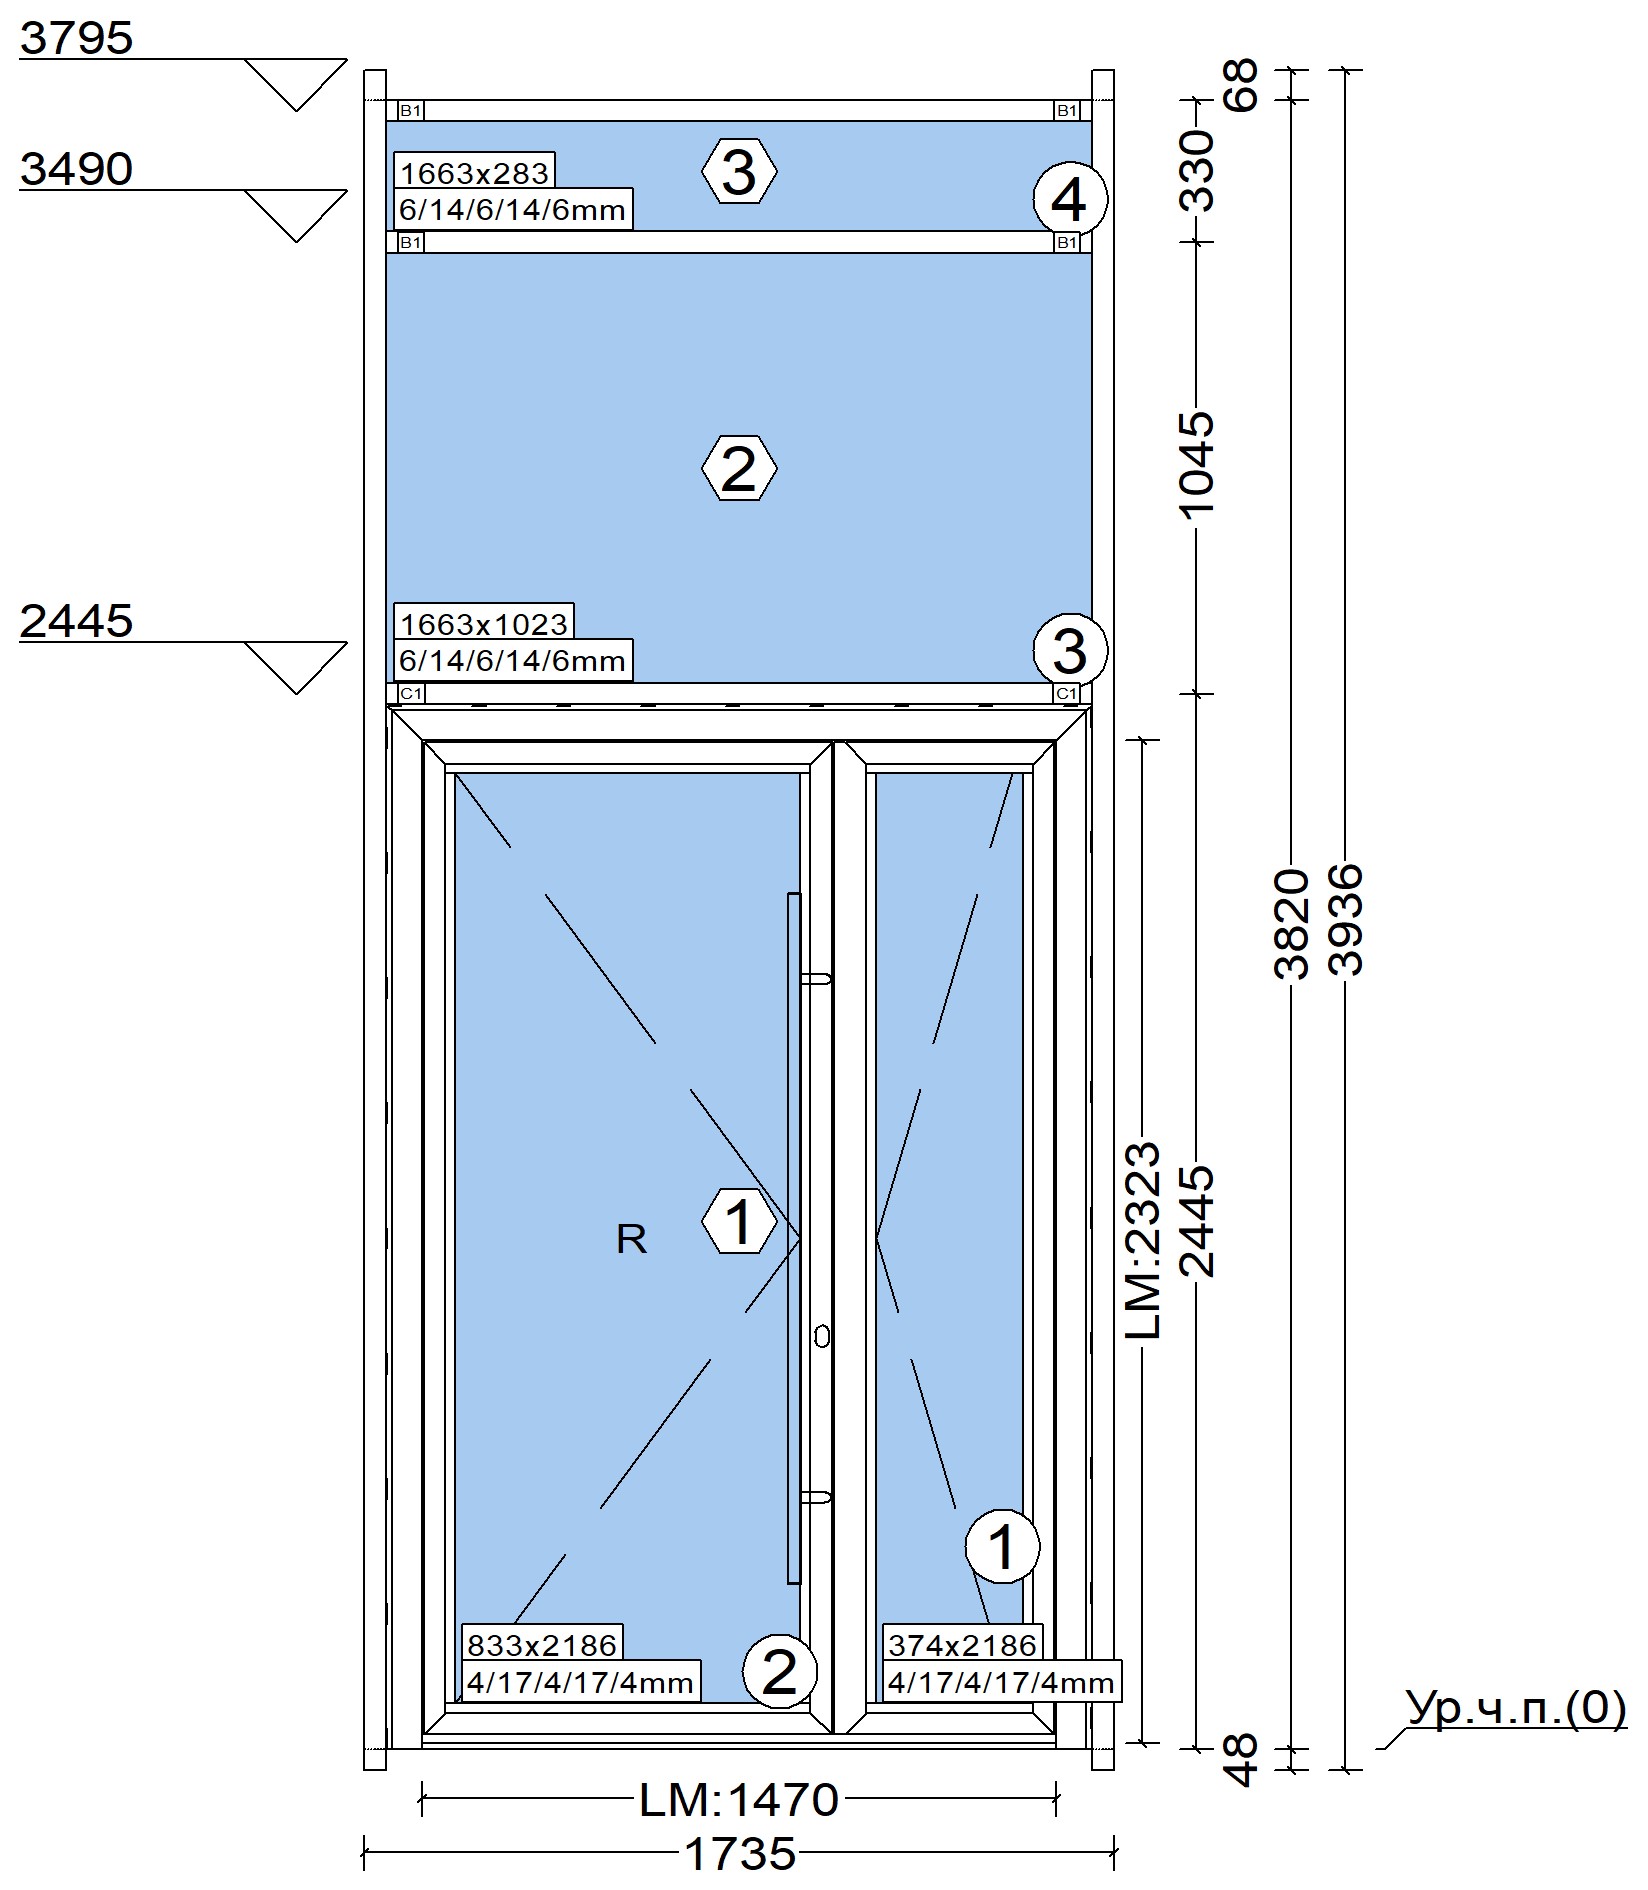 3795
68
B1
B1
3
1663x283
6/14/6/14/6mm
4
330
3490
B1
B1
2
1045
1663x1023
6/14/6/14/6mm
3
2445
C1
C1
3820
3936
R
1
LM:2323
2445
1
833x2186
4/17/4/17/4mm
2
374x2186
4/17/4/17/4mm
Ур.ч.п.(0)
48
LM:1470
1735